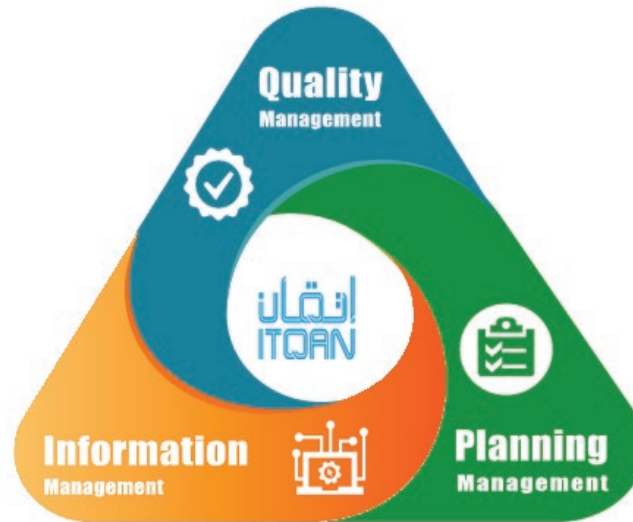 Quality
Management
إتقان
ITQAN
Information
Management
Planning
Management